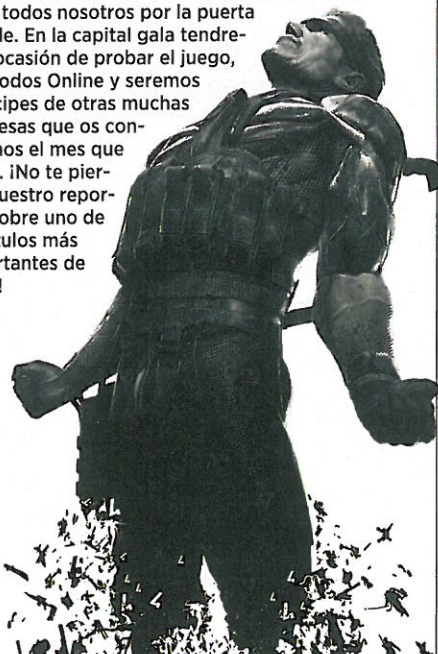 todos nosotros por la puerta
de. En la capital gala tendre-
ocasión de probar el juego,
odos Online y seremos
cipes de otras muchas
esas que os con-
nos el mes que
. ¡No te pier-
uestro repor-
obre uno de
culos más
rtantes de
!